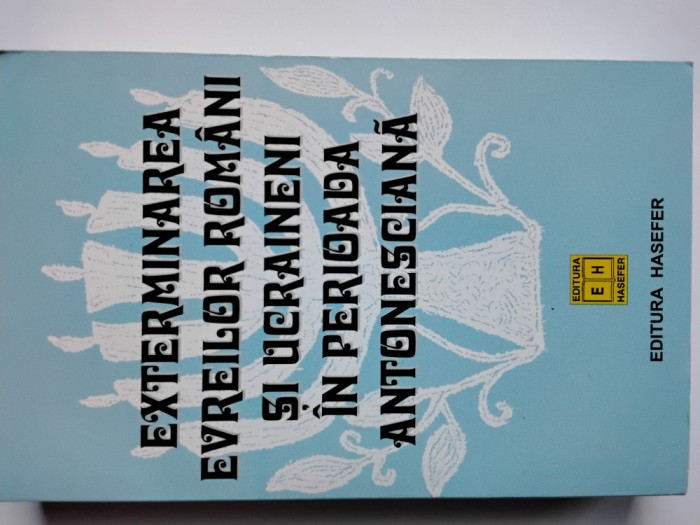 EXTERMINAREA
EVREILOR ROMÂNI
ȘI UCRAINENI
ÎN PERIOADA
ANTONESCIANĂ
EDITURA
E H
HASEFER
EDITURA HASEFER